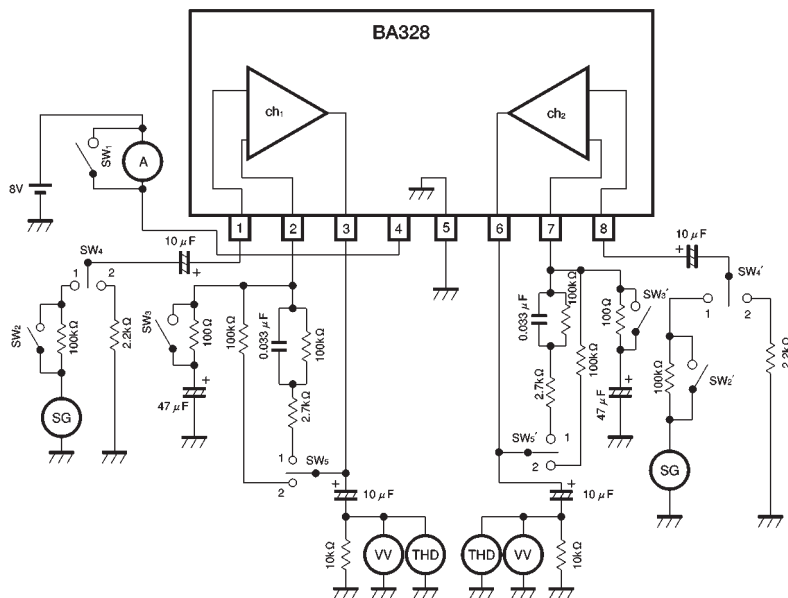 BA328
ch1
ch2
SW1
A
8V
1 2 3 4 5 6 7 8
10 μF
+
SW4
1 2
SW2
100kΩ
2.2kΩ
SG
SW3
100Ω
+
47 μF
100kΩ
0.033 μF
100kΩ
2.7kΩ
1
SW5
2
+
10 μF
10kΩ
VV
THD
0.033 μF
100kΩ
100kΩ
2.7kΩ
SW5′
1
2
+
10 μF
THD
VV
10kΩ
100Ω
SW3′
+
47 μF
10 μF
+
SW4′
1 2
100kΩ
SW2′
SG
2.2kΩ